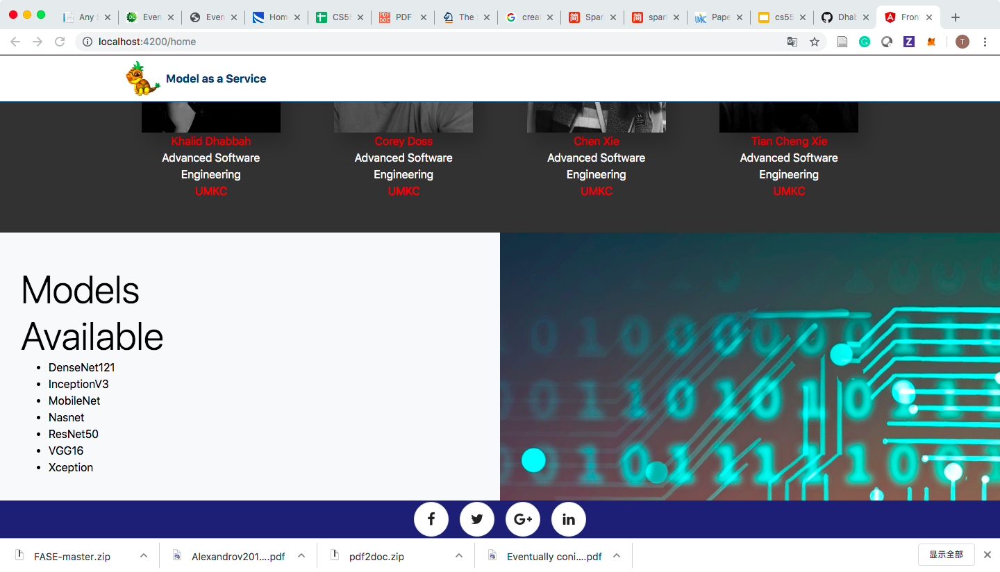 Any
Even
Even
Hom
CS5
PDF
The
creat
Spar
spar
Pape
cs55
Dhab
Fron
localhost:4200/home
T
Model as a Service
Khalid Dhabbah
Advanced Software
Engineering
UMKC
Corey Doss
Advanced Software
Engineering
UMKC
Chen Xie
Advanced Software
Engineering
UMKC
Tian Cheng Xie
Advanced Software
Engineering
UMKC
Models
Available
DenseNet121
InceptionV3
MobileNet
Nasnet
ResNet50
VGG16
Xception
FASE-master.zip
Alexandrov201....pdf
pdf2doc.zip
Eventually coni....pdf
显示全部